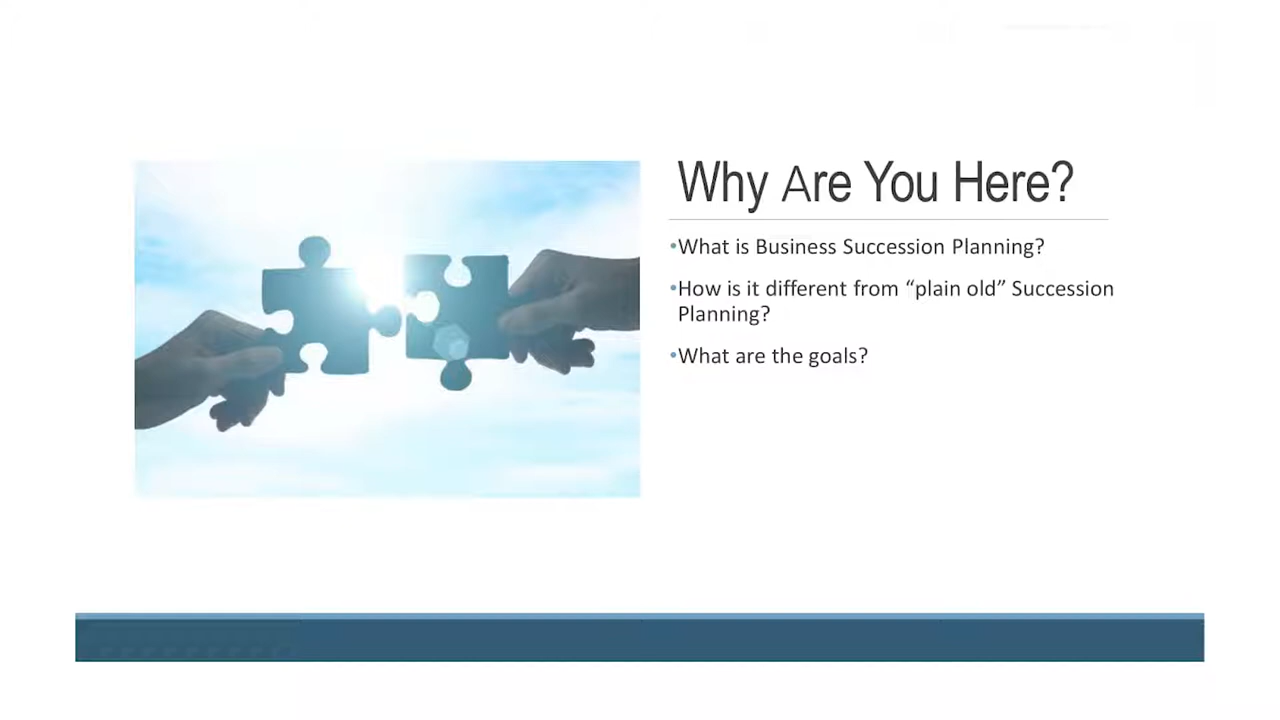 Why Are You Here?
•What is Business Succession Planning?
•How is it different from “plain old” Succession
Planning?
•What are the goals?